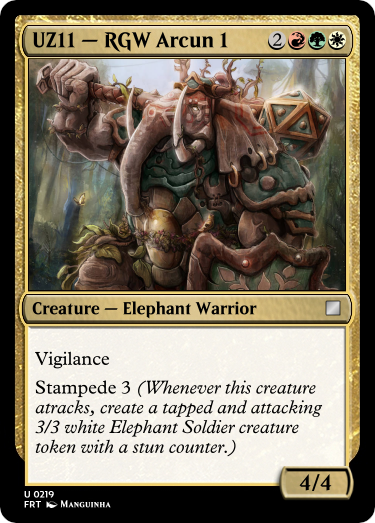 UZ11 — RGW Arcun 1 2
Creature — Elephant Warrior
Vigilance
Stampede 3 (Whenever this creature
atracks, create a tapped and attacking
3/3 white Elephant Soldier creature
token with a stun counter.)
4/4
U 0219
FRT Manguinha